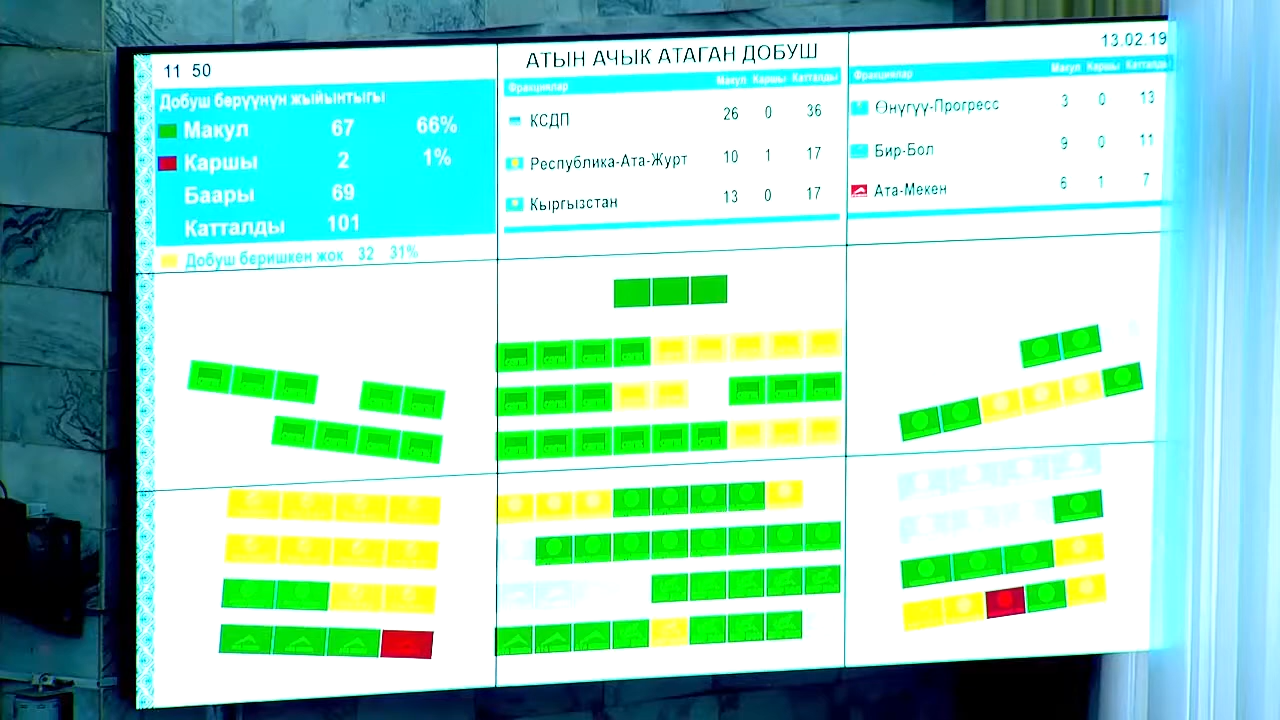 11 50
АТЫН АЧЫК АТАГАН ДОБУШ
13.02.19
Добуш берүүнүн жыйынтыгы
Макул 67 66%
Каршы 2 1%
Баары 69
Катталды 101
Добуш беришкен жок 32 31%
Фракциялар Макул Каршы Катталды
КСДП 26 0 36
Республика-Ата-Журт 10 1 17
Кыргызстан 13 0 17
Фракциялар Макул Каршы Катталды
Өнүгүү-Прогресс 3 0 13
Бир-Бол 9 0 11
Ата-Мекен 6 1 7